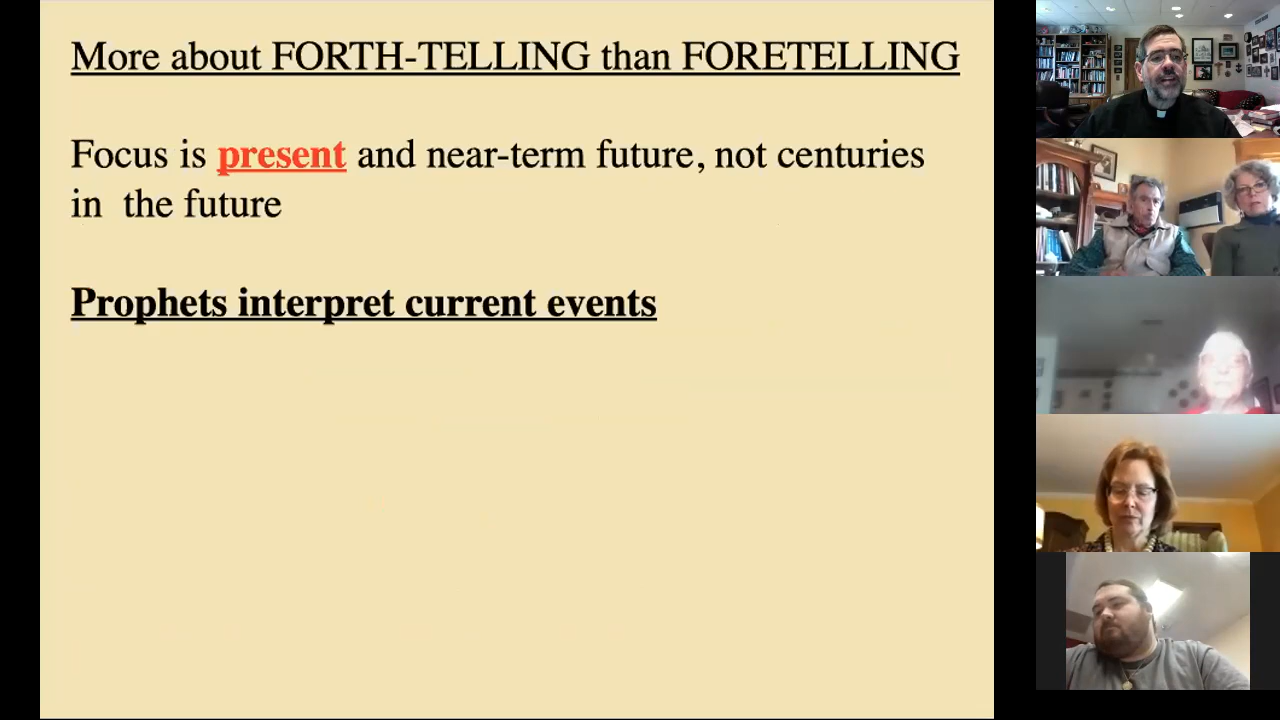 More about FORTH-TELLING than FORETELLING
Focus is present and near-term future, not centuries
in the future
Prophets interpret current events